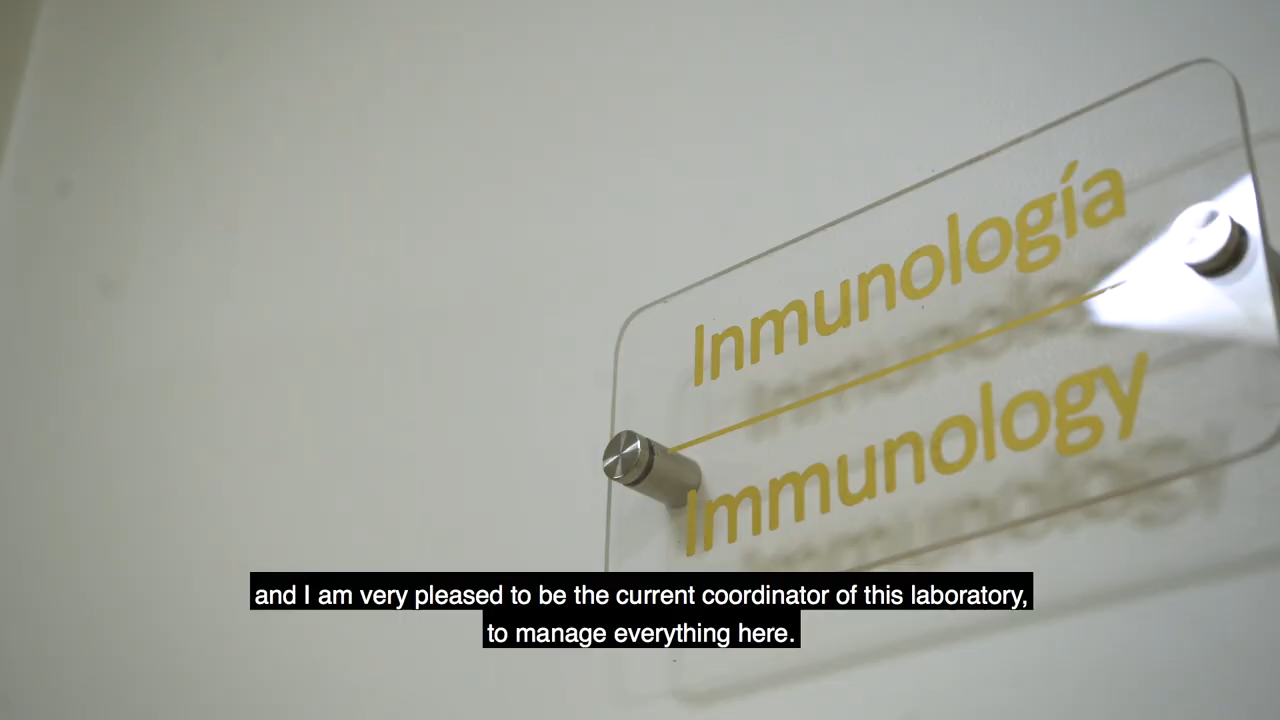 Inmunología
Immunology
and I am very pleased to be the current coordinator of this laboratory,
to manage everything here.